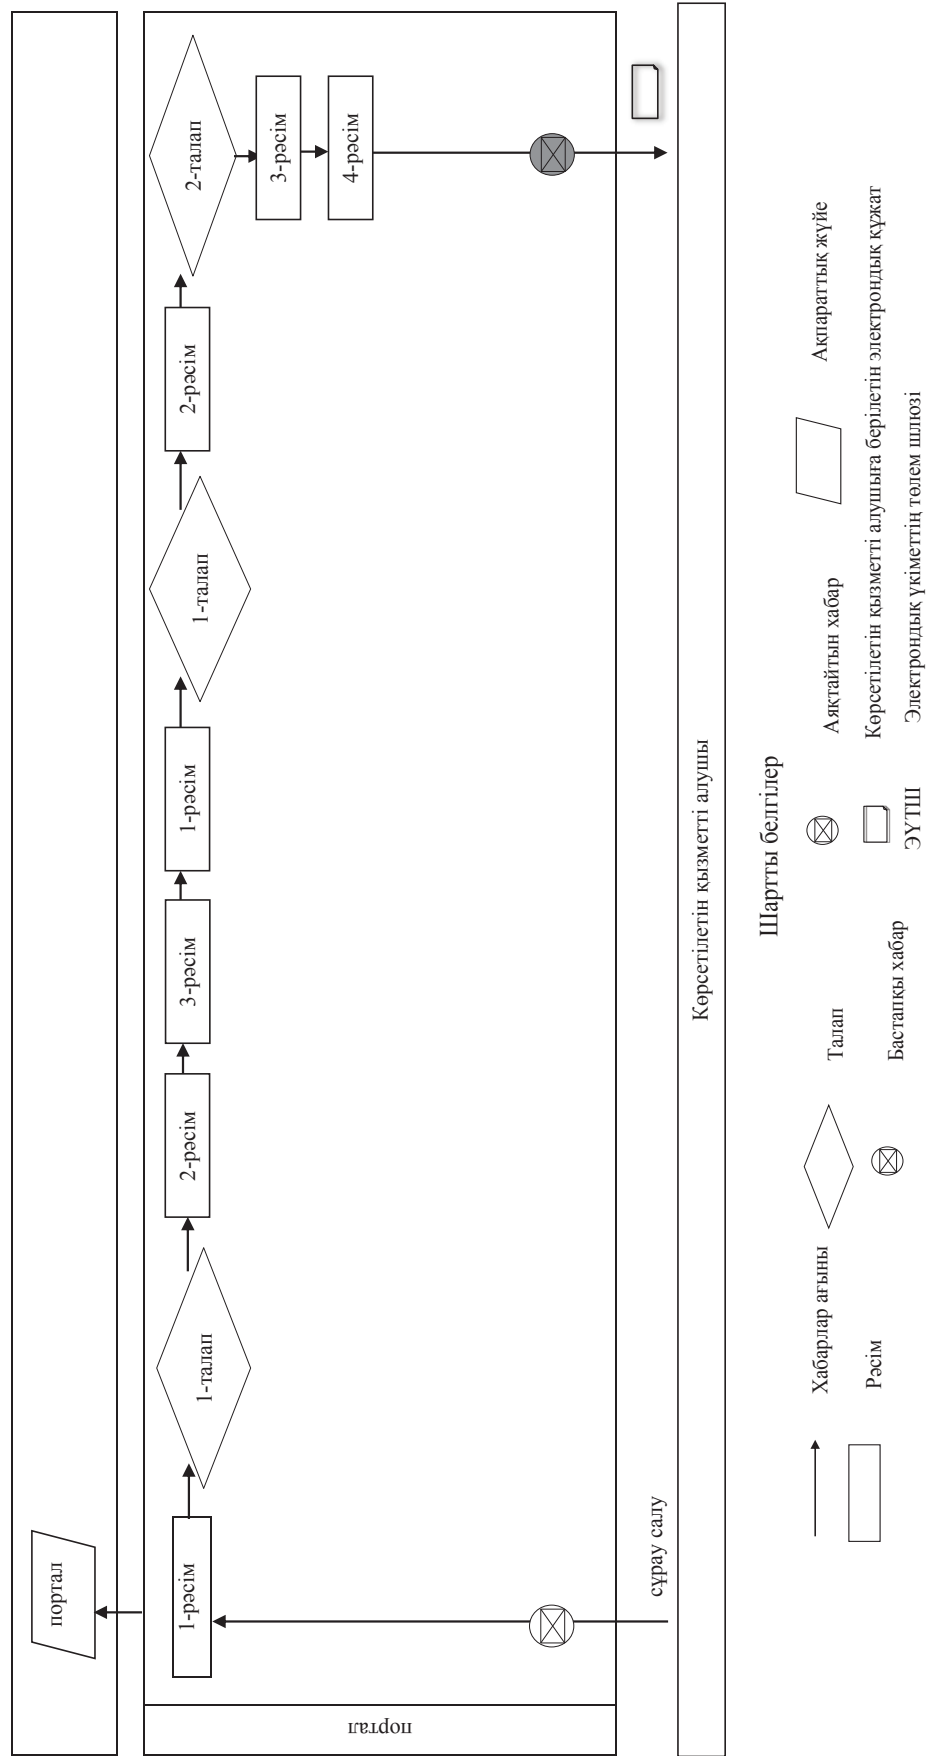 портал
портал
1-рәсім
1-талап
2-рәсім
3-рәсім
1-рәсім
1-талап
2-рәсім
2-талап
3-рәсім
4-рәсім
сұрау салу
Көрсетілетін қызметті алушы
Шартты белгілер
Хабарлар ағыны
Талап
Аяқтайтын хабар
Ақпараттық жүйе
Рәсім
Бастапқы хабар
Көрсетілетін қызметті алушыға берілетін электрондық құжат
ЭҮТШ
Электрондық үкіметтің төлем шлюзі